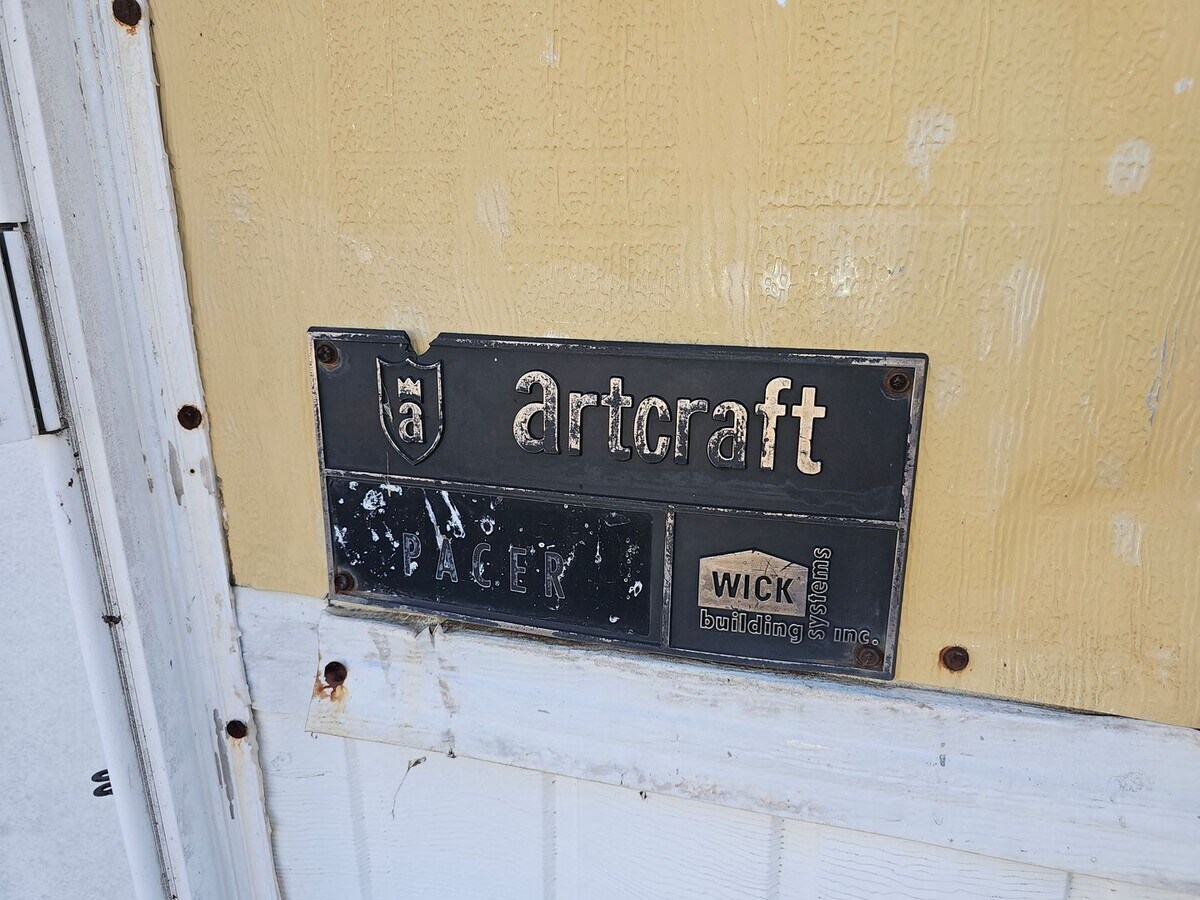 a
artcraft
PACER
WICK
building
systems
inc.